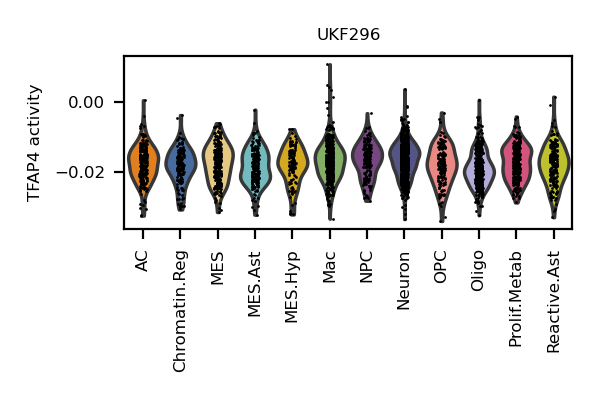 UKF296
TFAP4 activity
0.00
−0.02
AC
Chromatin.Reg
MES
MES.Ast
MES.Hyp
Mac
NPC
Neuron
OPC
Oligo
Prolif.Metab
Reactive.Ast